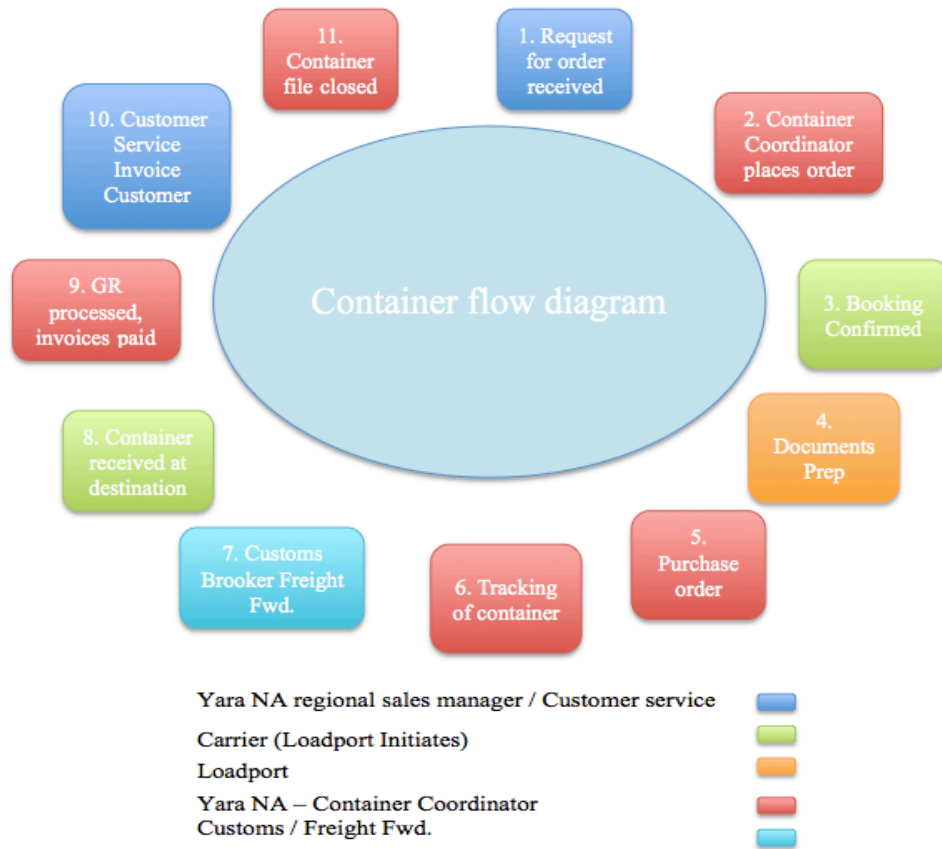 1. Request
for order
received
2. Container
Coordinator
places order
3. Booking
Confirmed
4.
Documents
Prep
5.
Purchase
order
6. Tracking
of container
7. Customs
Brooker Freight
Fwd.
8. Container
received at
destination
9. GR
processed,
invoices paid
10. Customer
Service
Invoice
Customer
11.
Container
file closed
Container flow diagram
Yara NA regional sales manager / Customer service
Carrier (Loadport Initiates)
Loadport
Yara NA – Container Coordinator
Customs / Freight Fwd.